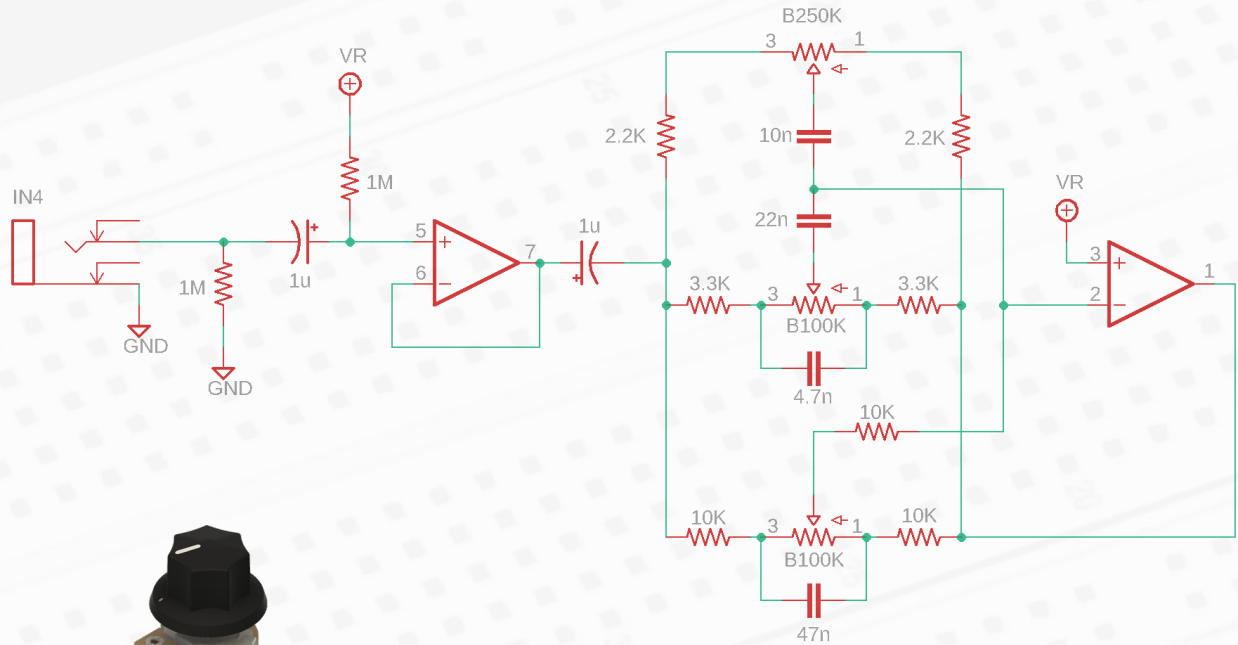 B250K
3
1
VR
2.2K
10n
2.2K
1M
IN4
VR
22n
5
7
1u
3
1
1u
6
1M
3.3K
3
1
3.3K
2
B100K
GND
GND
4.7n
10K
10K
3
1
10K
B100K
47n